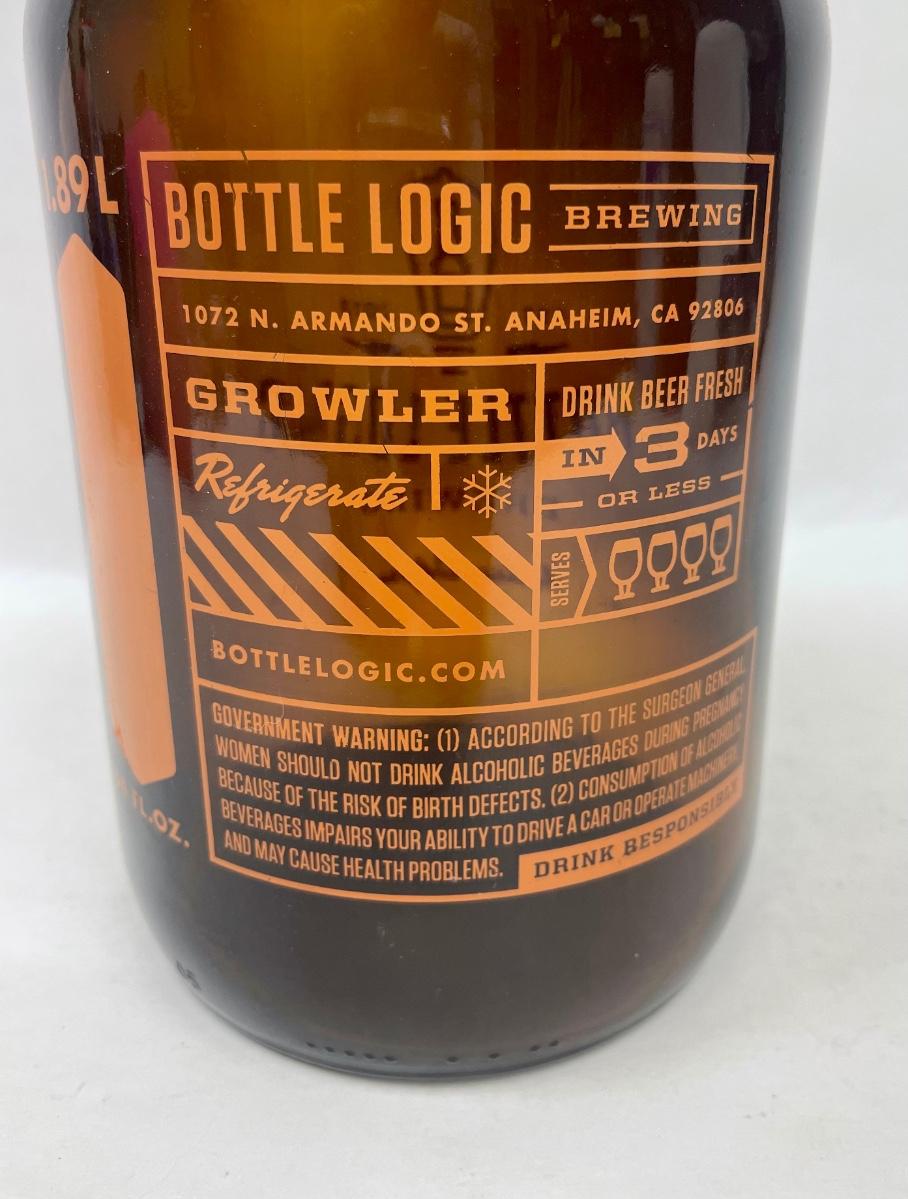 1.89 L
BOTTLE LOGIC BREWING
1072 N. ARMANDO ST. ANAHEIM, CA 92806
GROWLER
Refrigerate
DRINK BEER FRESH
IN 3 DAYS
OR LESS
SERVES
BOTTLELOGIC.COM
GOVERNMENT WARNING: (1) ACCORDING TO THE SURGEON GENERAL,
WOMEN SHOULD NOT DRINK ALCOHOLIC BEVERAGES DURING PREGNANCY
BECAUSE OF THE RISK OF BIRTH DEFECTS. (2) CONSUMPTION OF ALCOHOLIC
BEVERAGES IMPAIRS YOUR ABILITY TO DRIVE A CAR OR OPERATE MACHINERY,
AND MAY CAUSE HEALTH PROBLEMS.
DRINK RESPONSIBLY
FL.OZ.